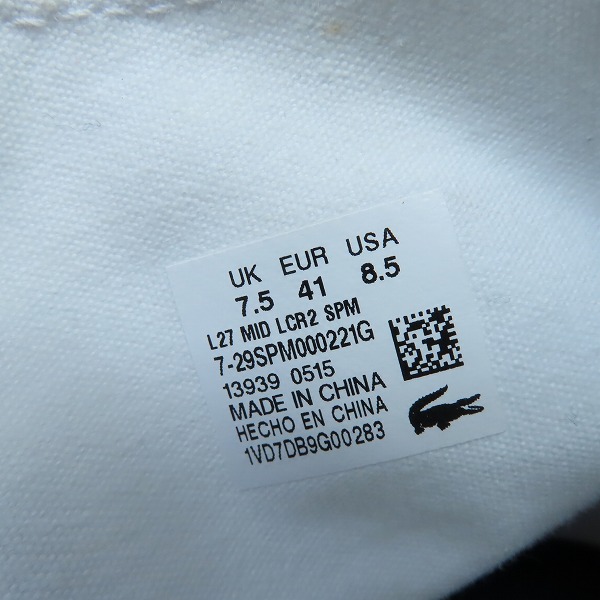 UK EUR USA
7.5 41 8.5
L27 MID LCR2 SPM
7-29SPM000221G
13939 0515
MADE IN CHINA
HECHO EN CHINA
1VD7DB9G00283